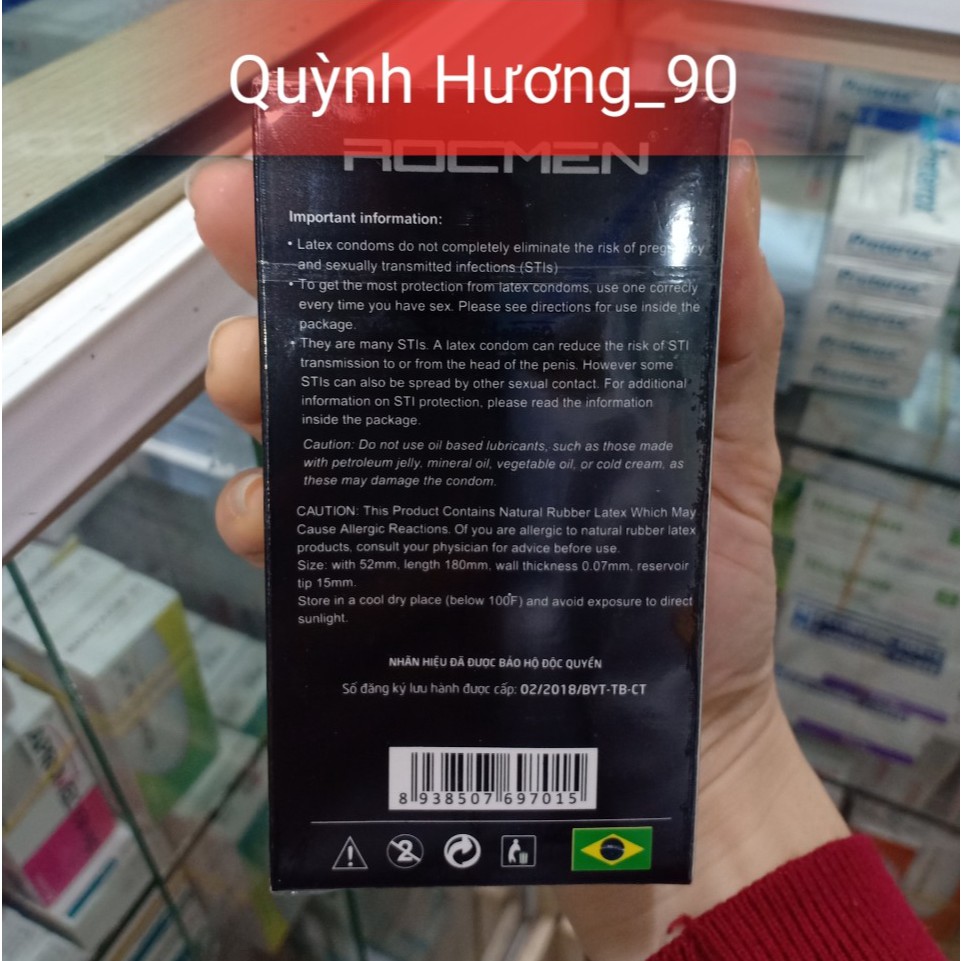 Quỳnh Hương_90
ROCMEN
Important information:
• Latex condoms do not completely eliminate the risk of pregnancy
and sexually transmitted infections (STIs)
• To get the most protection from latex condoms, use one correcly
every time you have sex. Please see directions for use inside the
package.
• They are many STIs. A latex condom can reduce the risk of STI
transmission to or from the head of the penis. However some
STIs can also be spread by other sexual contact. For additional
information on STI protection, please read the information
inside the package.
Caution: Do not use oil based lubricants, such as those made
with petroleum jelly, mineral oil, vegetable oil, or cold cream, as
these may damage the condom.
CAUTION: This Product Contains Natural Rubber Latex Which May
Cause Allergic Reactions. Of you are allergic to natural rubber latex
products, consult your physician for advice before use.
Size: with 52mm, length 180mm, wall thickness 0.07mm, reservoir
tip 15mm.
Store in a cool dry place (below 100°F) and avoid exposure to direct
sunlight.
NHÃN HIỆU ĐÃ ĐƯỢC BẢO HỘ ĐỘC QUYỀN
Số đăng ký lưu hành được cấp: 02/2018/BYT-TB-CT
8 938507 697015
2